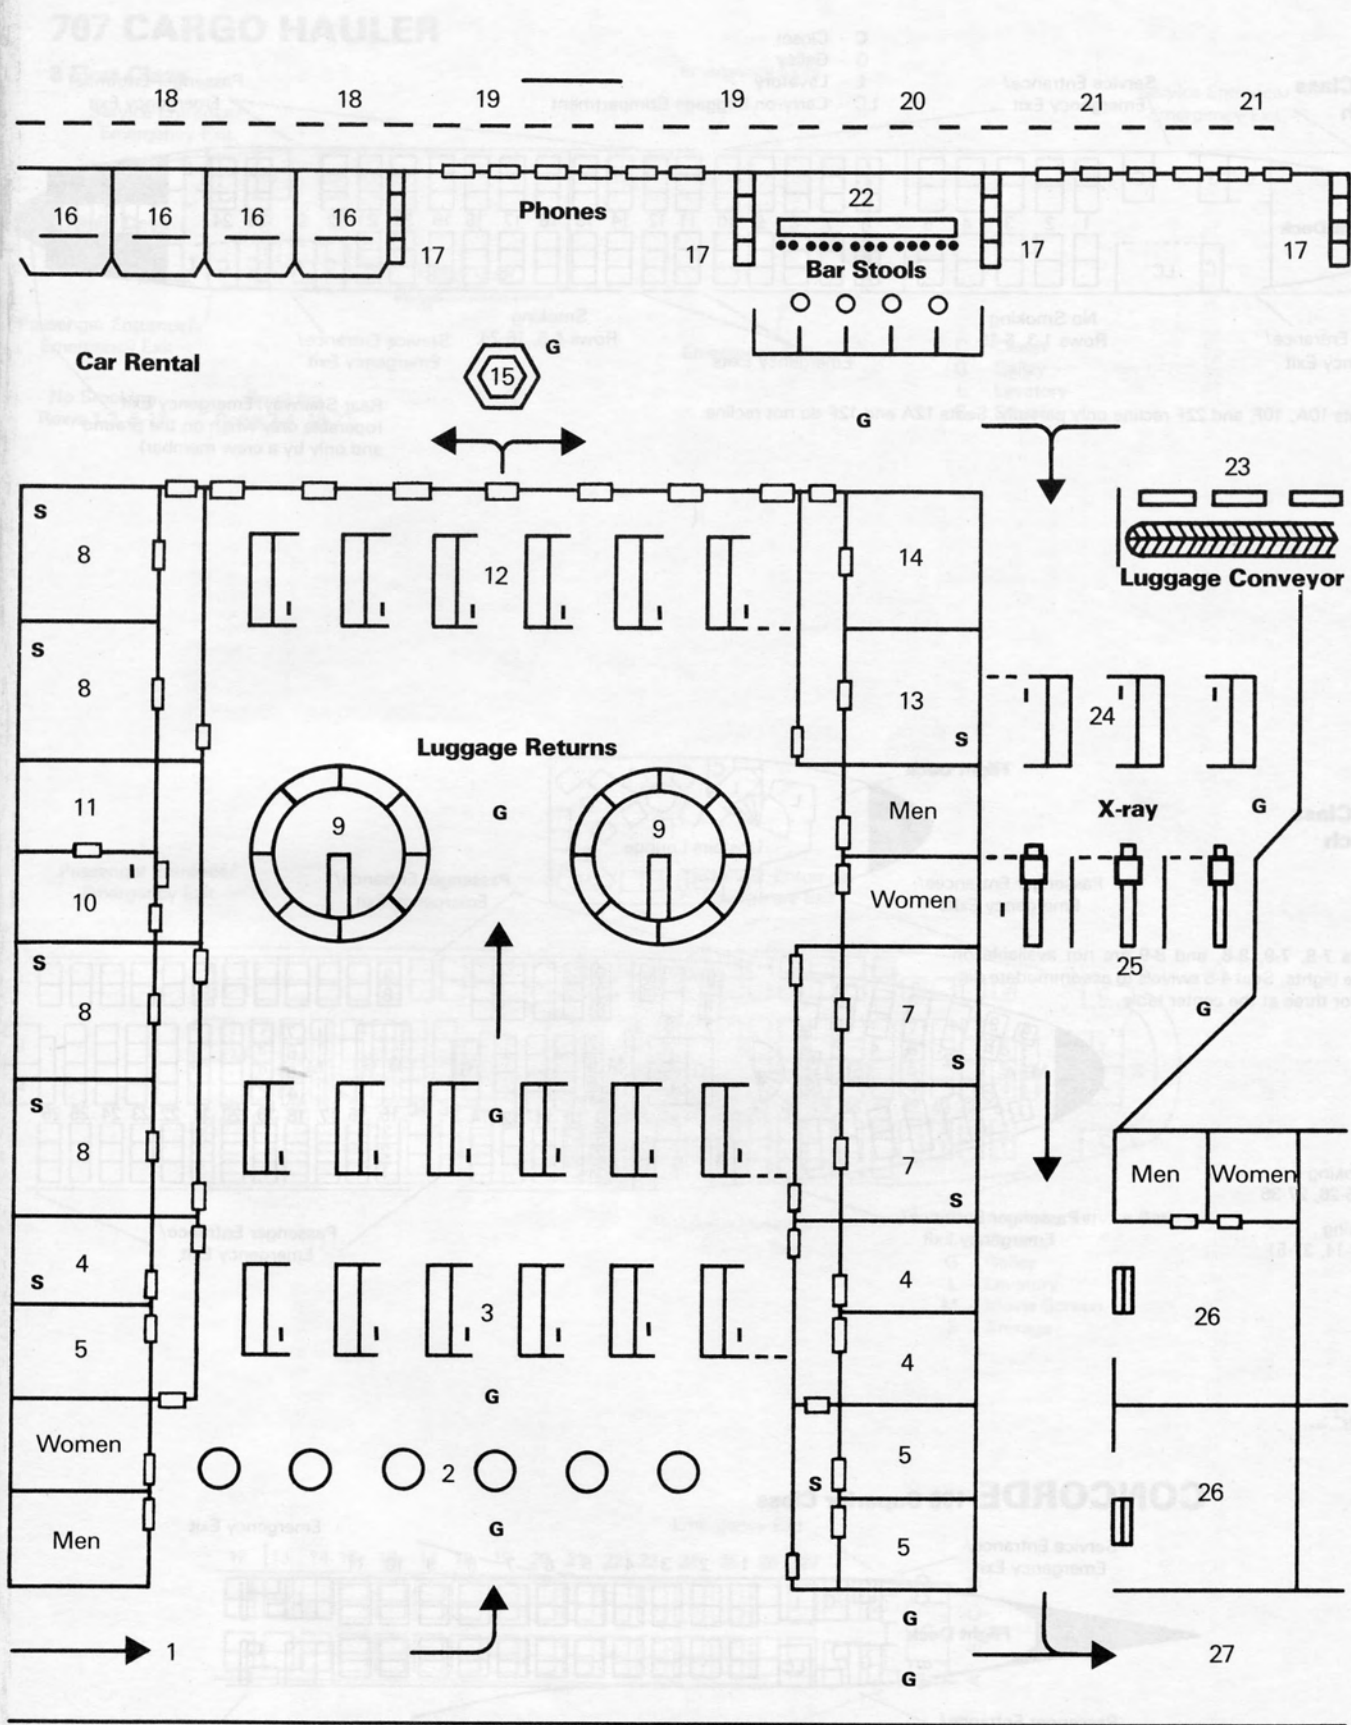 18 18 19 19 20 21 21
16 16 16 16 17 Phones 17 22 17 17
Bar Stools
Car Rental
G
15
G
23
S
8
12
14
Luggage Conveyor
S
8
13
24
S
Luggage Returns
11
9
G
9
Men
X-ray
G
10
Women
25
S
8
7
G
S
S
G
8
7
Men
Women
S
4
S
3
4
26
5
4
G
Women
2
5
S
26
G
Men
5
G
1
27
G
707 CARGO HAULER
CONCORDE